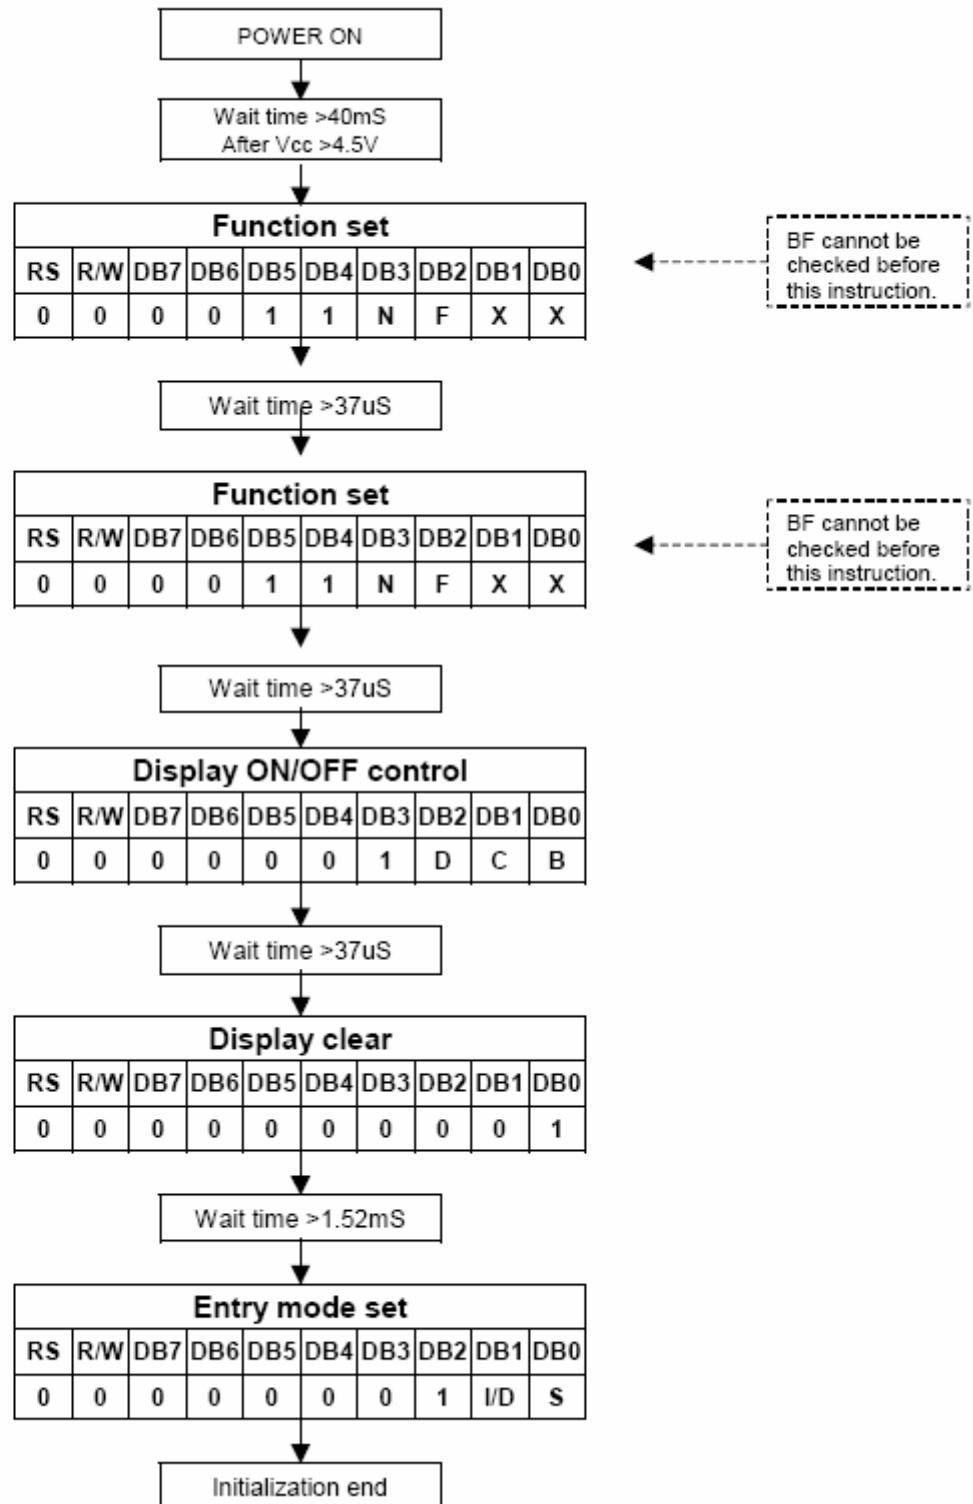 POWER ON
Wait time >40mS
After Vcc >4.5V
Function set
RS R/W DB7 DB6 DB5 DB4 DB3 DB2 DB1 DB0
0 0 0 0 1 1 N F X X
BF cannot be
checked before
this instruction.
Wait time >37uS
Function set
RS R/W DB7 DB6 DB5 DB4 DB3 DB2 DB1 DB0
0 0 0 0 1 1 N F X X
BF cannot be
checked before
this instruction.
Wait time >37uS
Display ON/OFF control
RS R/W DB7 DB6 DB5 DB4 DB3 DB2 DB1 DB0
0 0 0 0 0 0 1 D C B
Wait time >37uS
Display clear
RS R/W DB7 DB6 DB5 DB4 DB3 DB2 DB1 DB0
0 0 0 0 0 0 0 0 0 1
Wait time >1.52mS
Entry mode set
RS R/W DB7 DB6 DB5 DB4 DB3 DB2 DB1 DB0
0 0 0 0 0 0 0 1 I/D S
Initialization end